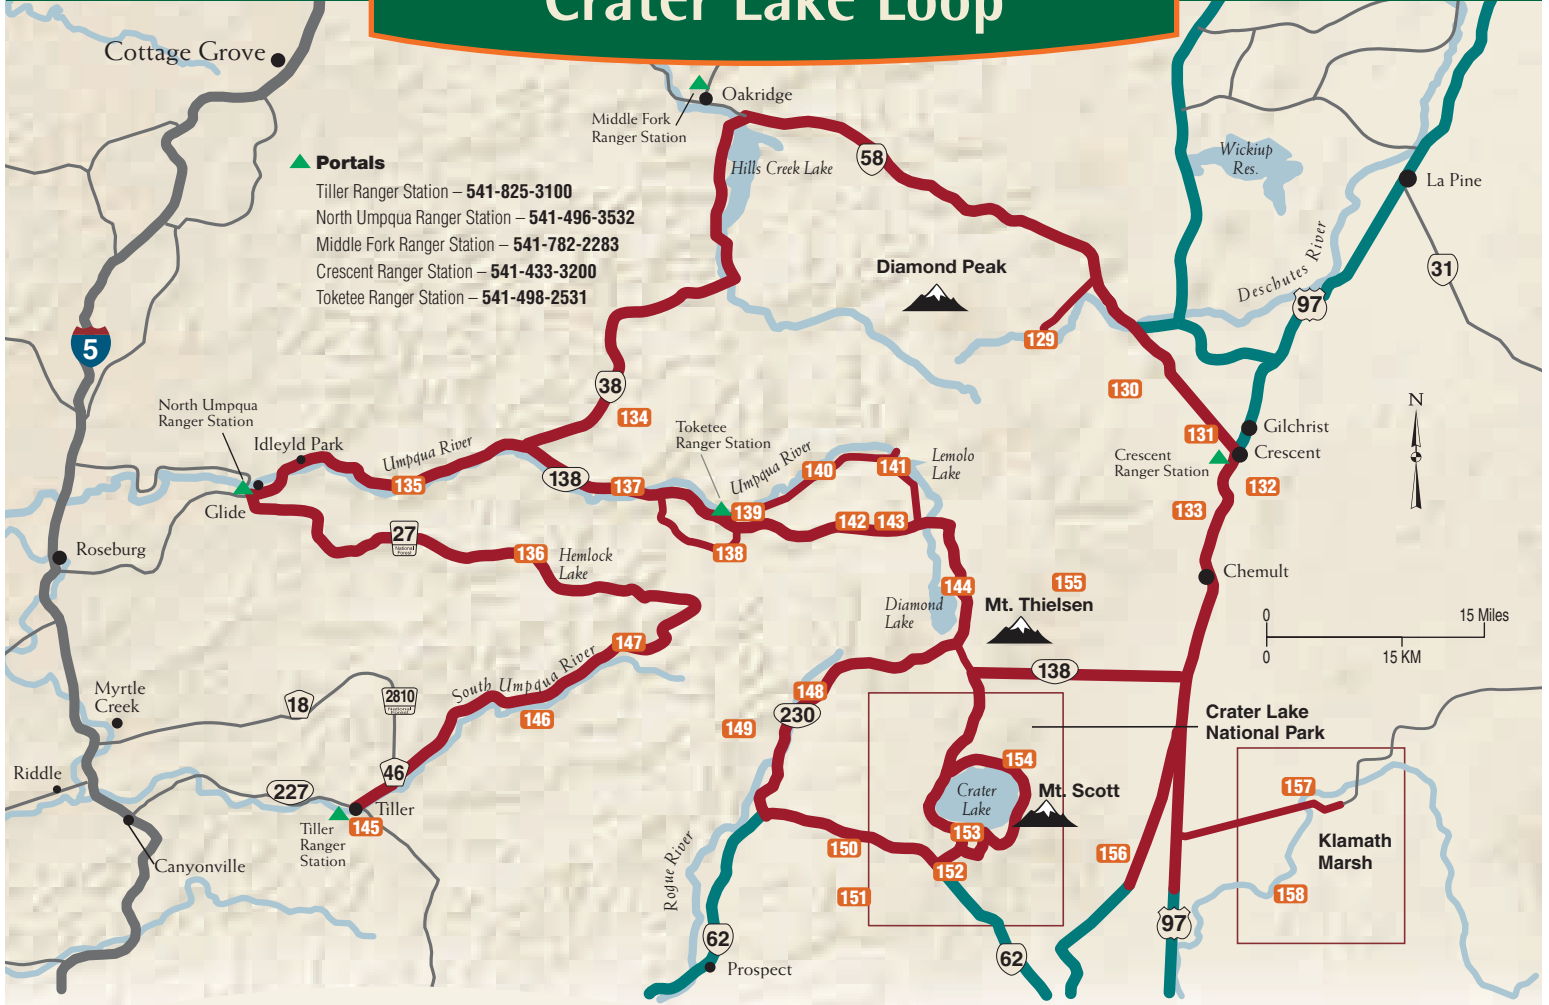 Crater Lake Loop
Cottage Grove
Oakridge
Middle Fork
Ranger Station
Portals
Tiller Ranger Station – 541-825-3100
North Umpqua Ranger Station – 541-496-3532
Middle Fork Ranger Station – 541-782-2283
Crescent Ranger Station – 541-433-3200
Toketee Ranger Station – 541-498-2531
Hills Creek Lake
58
Wickiup
Res.
La Pine
31
Deschutes River
97
Diamond Peak
129
5
38
130
134
North Umpqua
Ranger Station
Idleyld Park
Umpqua River
135
Glide
138
137
Toketee
Ranger Station
Umpqua River
139
140
141
Lemolo
Lake
142
143
138
131
Gilchrist
Crescent
Crescent
Ranger Station
132
133
N
Roseburg
27
National
Forest
136
Hemlock
Lake
Chemult
144
155
Diamond
Lake
Mt. Thielsen
0
15 Miles
0
15 KM
147
South Umpqua River
146
138
Myrtle
Creek
18
2810
National
Forest
148
230
149
Crater Lake
National Park
Riddle
227
46
Tiller
Tiller
Ranger
Station
145
Canyonville
154
Crater
Lake
Mt. Scott
153
152
150
151
Rogue River
62
Prospect
62
156
97
157
Klamath
Marsh
158